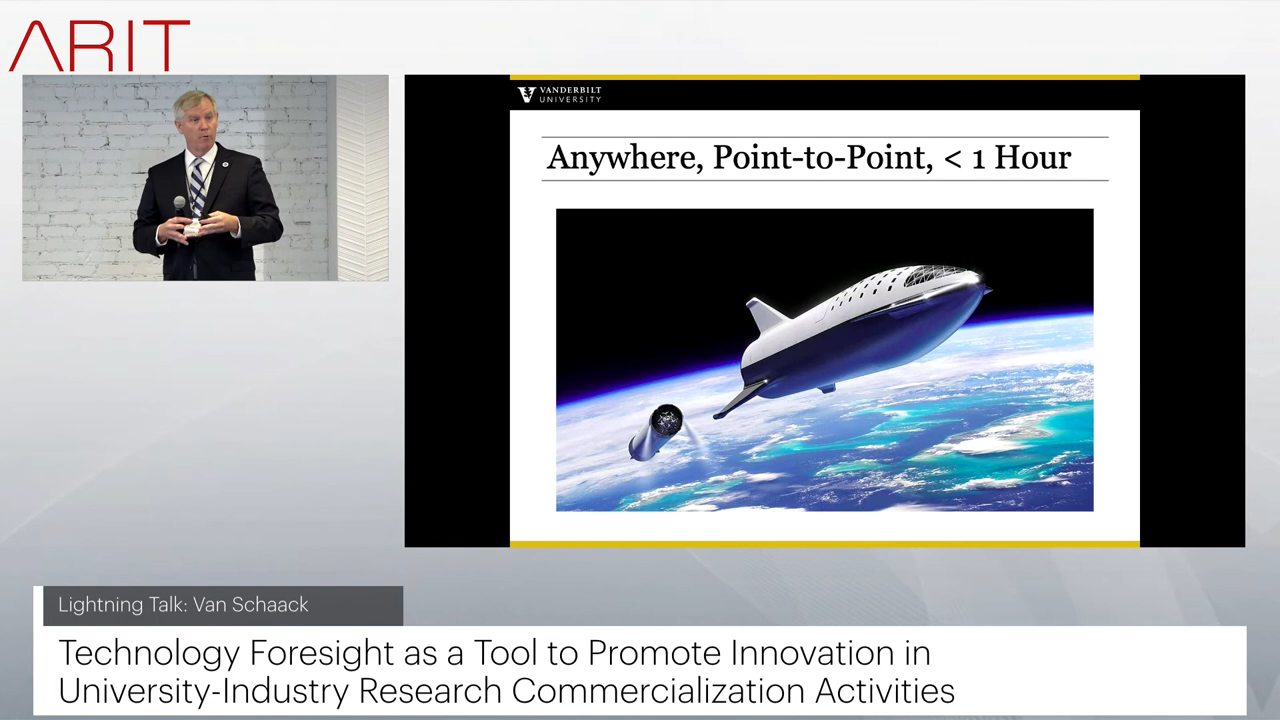 ARIT
VANDERBILT
UNIVERSITY
Anywhere, Point-to-Point, < 1 Hour
Lightning Talk: Van Schaack
Technology Foresight as a Tool to Promote Innovation in
University-Industry Research Commercialization Activities